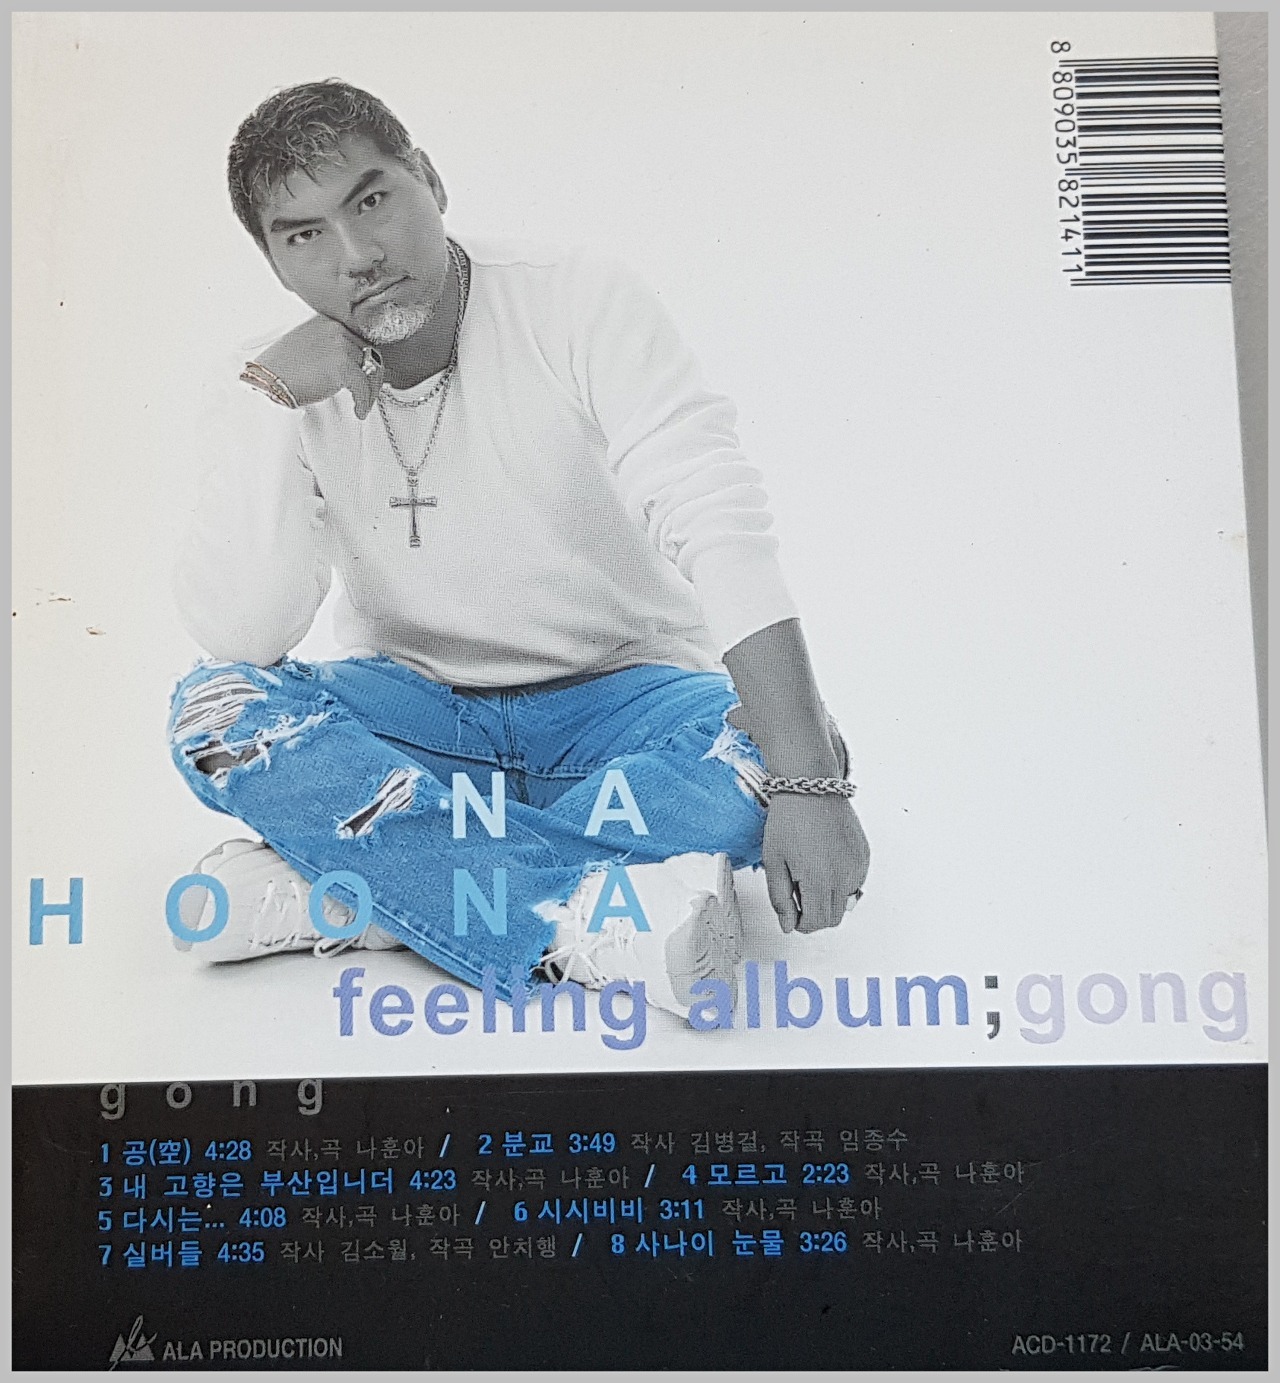 8 809035 821411
NA
HOONA
feeling album;gong
gong
1 공(空) 4:28 작사,곡 나훈아 / 2 분교 3:49 작사 김병걸, 작곡 임종수
3 내 고향은 부산입니더 4:23 작사,곡 나훈아 / 4 모르고 2:23 작사,곡 나훈아
5 다시는... 4:08 작사,곡 나훈아 / 6 시시비비 3:11 작사,곡 나훈아
7 실버들 4:35 작사 김소월, 작곡 안치행 / 8 사나이 눈물 3:26 작사,곡 나훈아
ALA PRODUCTION
ACD-1172 / ALA-03-54